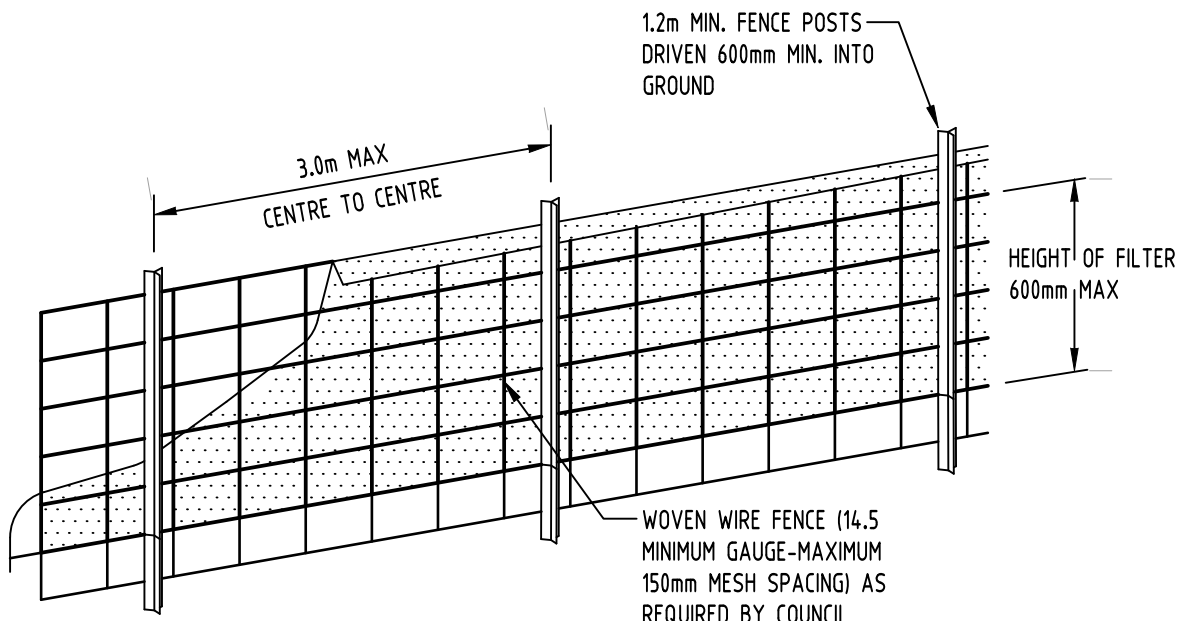 1.2m MIN. FENCE POSTS
DRIVEN 600mm MIN. INTO
GROUND
3.0m MAX
CENTRE TO CENTRE
HEIGHT OF FILTER
600mm MAX
WOVEN WIRE FENCE (14.5
MINIMUM GAUGE-MAXIMUM
150mm MESH SPACING) AS
REQUIRED BY COUNCIL